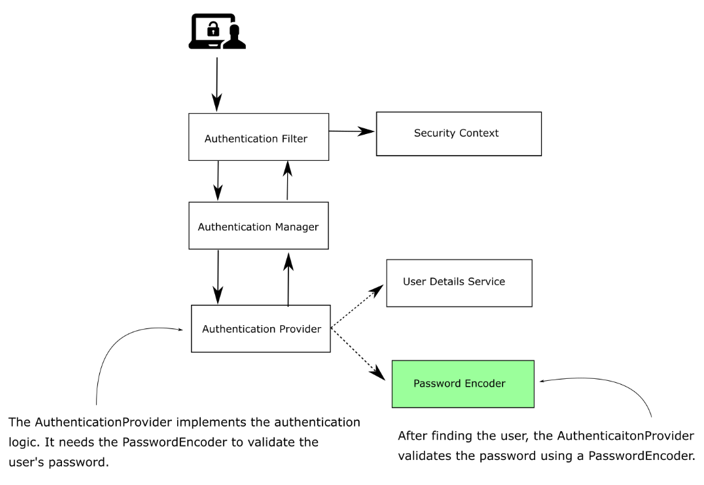 Authentication Filter
Security Context
Authentication Manager
User Details Service
Authentication Provider
Password Encoder
The AuthenticationProvider implements the authentication
logic. It needs the PasswordEncoder to validate the
user's password.
After finding the user, the AuthenticaitonProvider
validates the password using a PasswordEncoder.